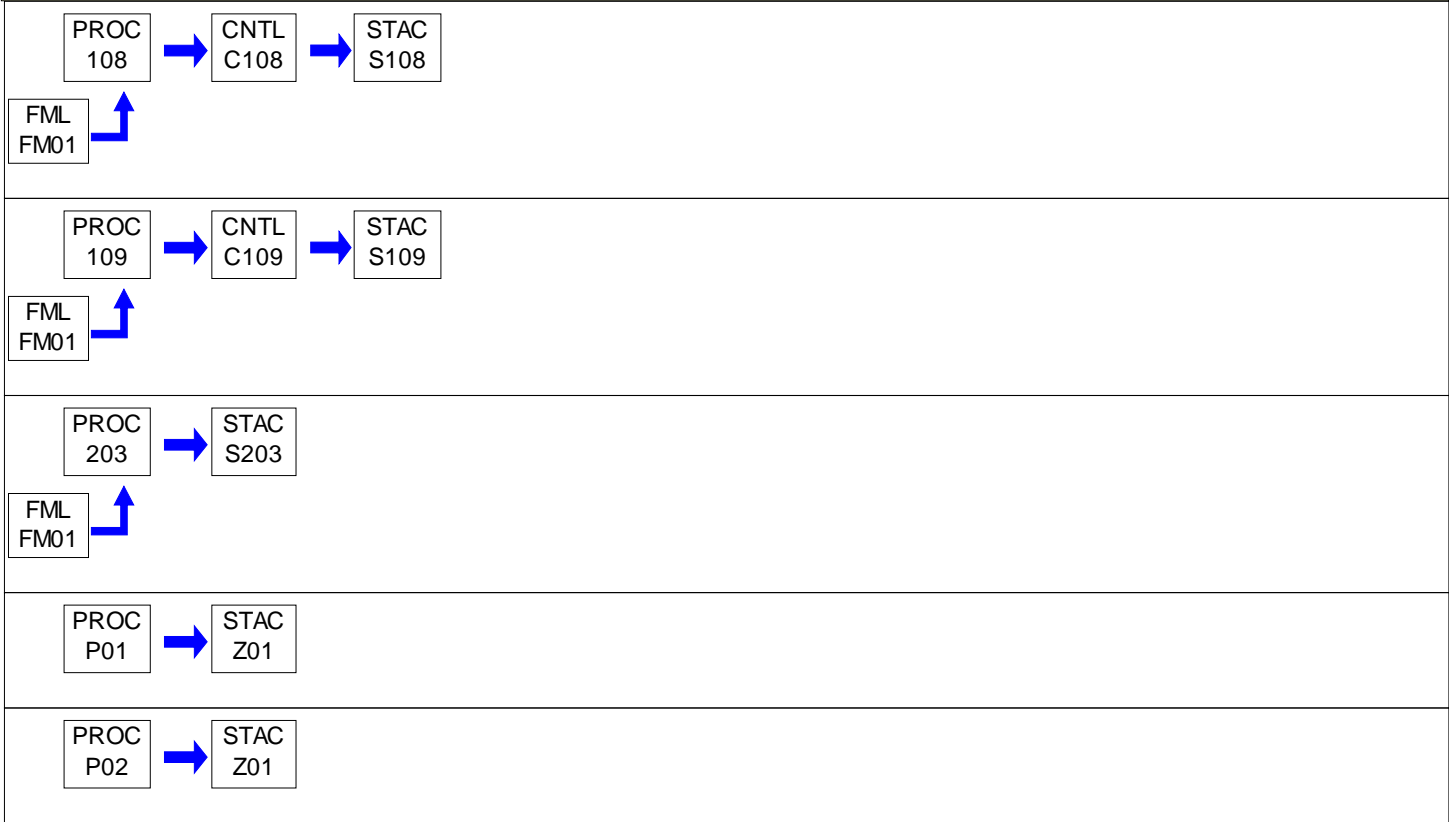 PROC
108
CNTL
C108
STAC
S108
FML
FM01
PROC
109
CNTL
C109
STAC
S109
FML
FM01
PROC
203
STAC
S203
FML
FM01
PROC
P01
STAC
Z01
PROC
P02
STAC
Z01